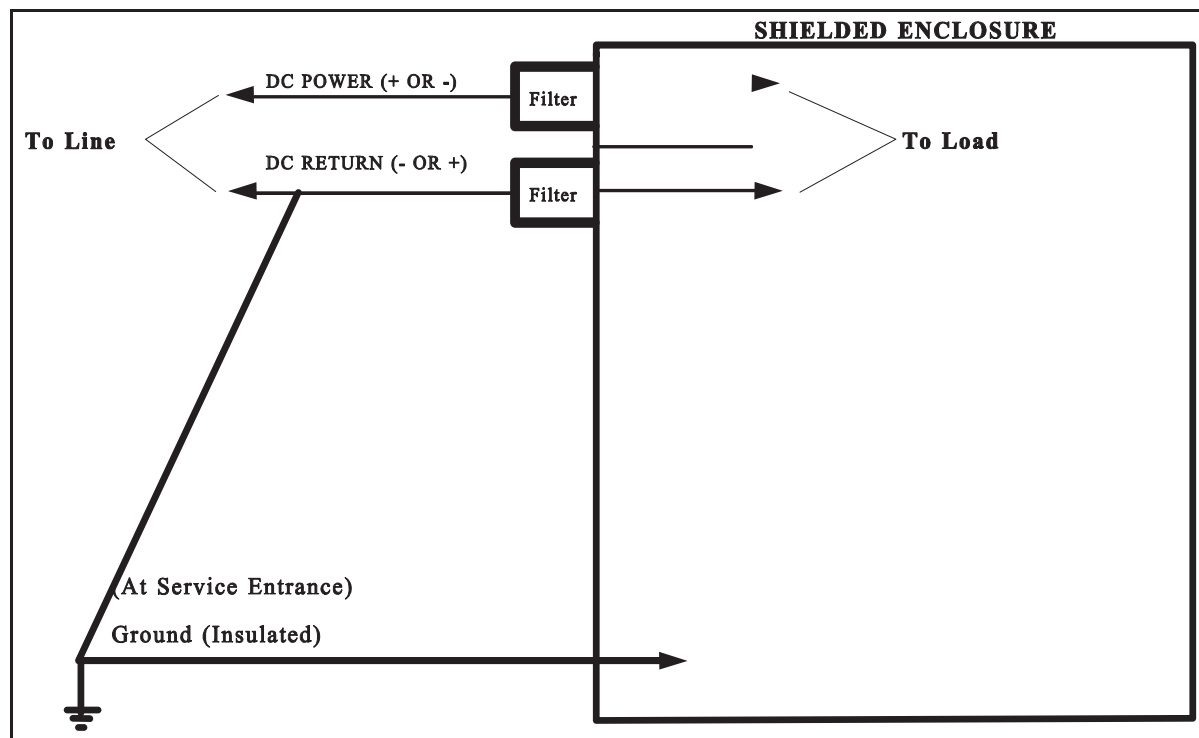 SHIELDED ENCLOSURE
DC POWER (+ OR -)
Filter
To Line
To Load
DC RETURN (- OR +)
Filter
(At Service Entrance)
Ground (Insulated)